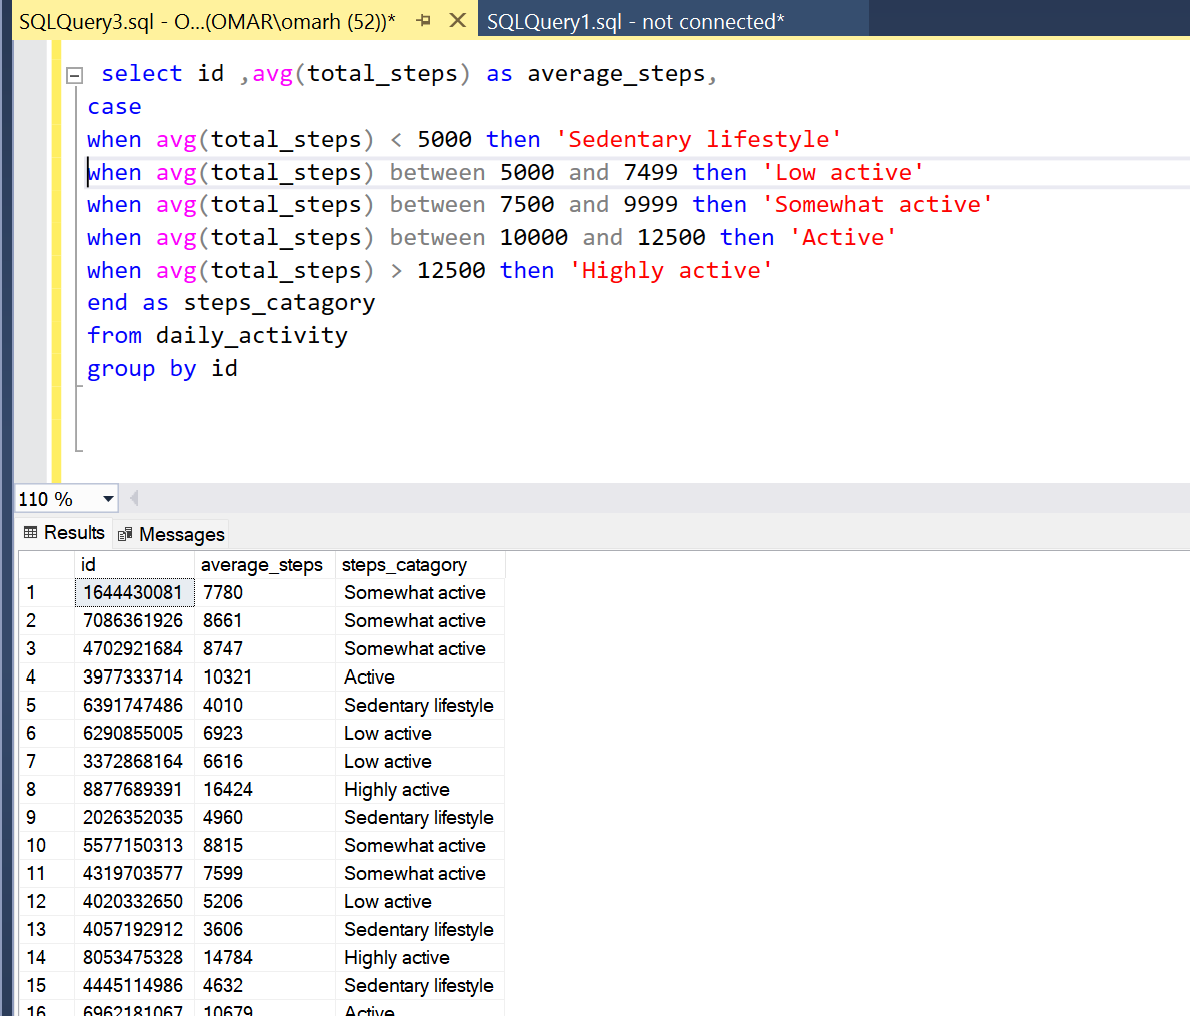 SQLQuery3.sql - O...(OMAR\omarh (52))* SQLQuery1.sql - not connected*
select id ,avg(total_steps) as average_steps,
case
when avg(total_steps) < 5000 then 'Sedentary lifestyle'
when avg(total_steps) between 5000 and 7499 then 'Low active'
when avg(total_steps) between 7500 and 9999 then 'Somewhat active'
when avg(total_steps) between 10000 and 12500 then 'Active'
when avg(total_steps) > 12500 then 'Highly active'
end as steps_catagory
from daily_activity
group by id
110 %
Results Messages
id average_steps steps_catagory
1 1644430081 7780 Somewhat active
2 7086361926 8661 Somewhat active
3 4702921684 8747 Somewhat active
4 3977333714 10321 Active
5 6391747486 4010 Sedentary lifestyle
6 6290855005 6923 Low active
7 3372868164 6616 Low active
8 8877689391 16424 Highly active
9 2026352035 4960 Sedentary lifestyle
10 5577150313 8815 Somewhat active
11 4319703577 7599 Somewhat active
12 4020332650 5206 Low active
13 4057192912 3606 Sedentary lifestyle
14 8053475328 14784 Highly active
15 4445114986 4632 Sedentary lifestyle
16 6962181067 10679 Active